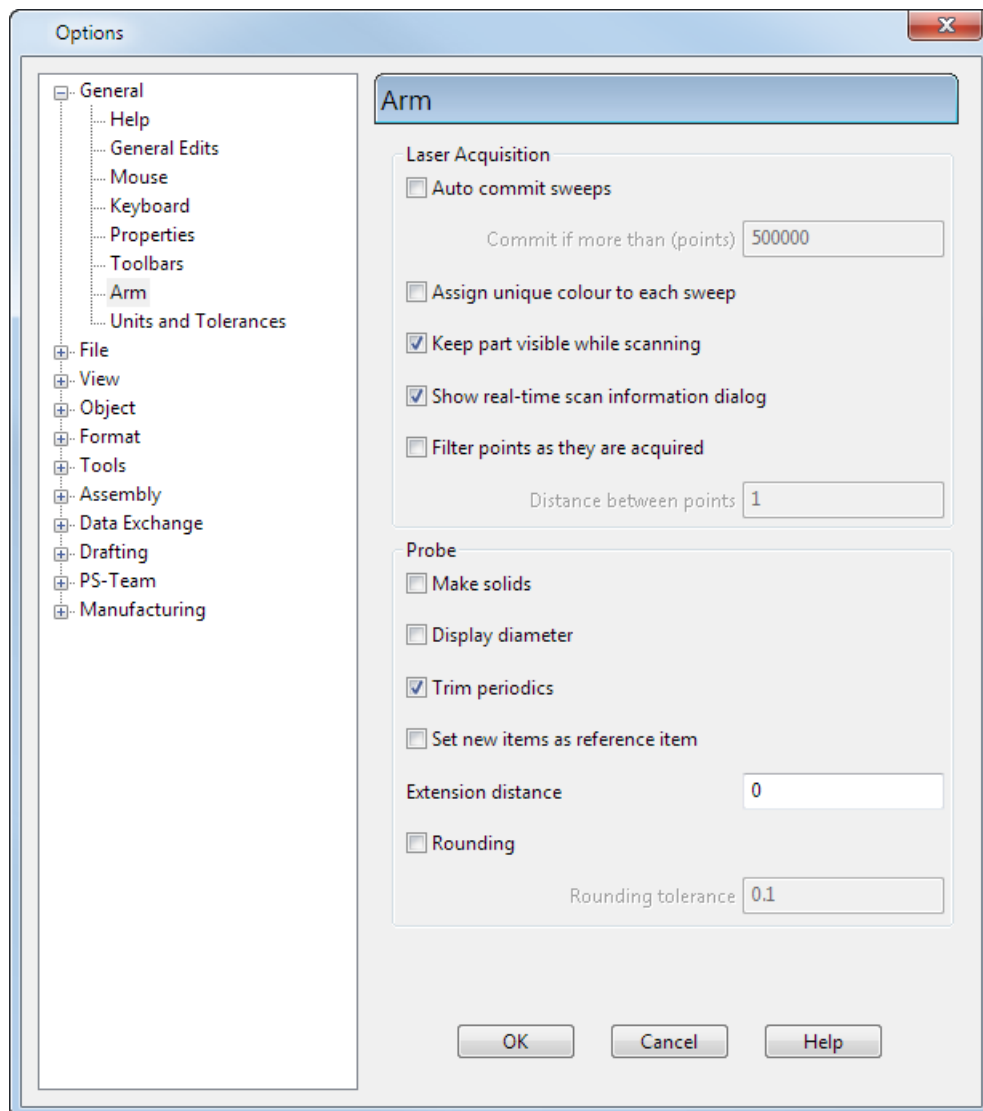 Options
General
Help
General Edits
Mouse
Keyboard
Properties
Toolbars
Arm
Units and Tolerances
File
View
Object
Format
Tools
Assembly
Data Exchange
Drafting
PS-Team
Manufacturing
Arm
Laser Acquisition
Auto commit sweeps
Commit if more than (points) 500000
Assign unique colour to each sweep
Keep part visible while scanning
Show real-time scan information dialog
Filter points as they are acquired
Distance between points 1
Probe
Make solids
Display diameter
Trim periodics
Set new items as reference item
Extension distance 0
Rounding
Rounding tolerance 0.1
OK Cancel Help